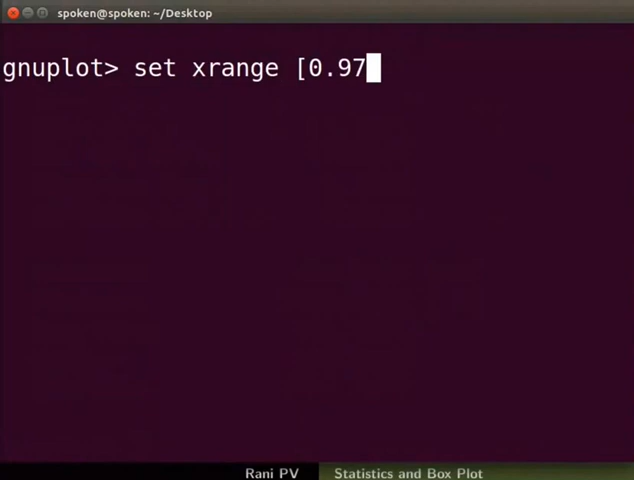 spoken@spoken: ~/Desktop
gnuplot> set xrange [0.97
Rani PV
Statistics and Box Plot